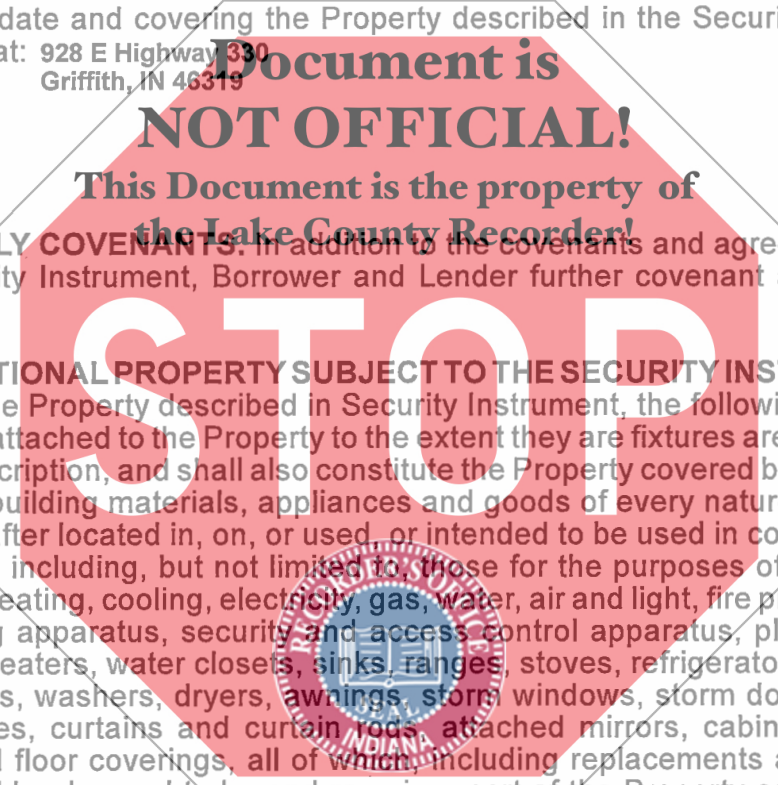 date and covering the Property described in the Securi
at: 928 E Highway 330
Griffith, IN 46319
Document is
NOT OFFICIAL!
This Document is the property of
the Lake County Recorder!
LY COVENANTS. In addition to the covenants and agre
ty Instrument, Borrower and Lender further covenant
STOP
TIONAL PROPERTY SUBJECT TO THE SECURITY INS
e Property described in Security Instrument, the followi
attached to the Property to the extent they are fixtures are
cription, and shall also constitute the Property covered b
building materials, appliances and goods of every natur
fter located in, on, or used, or intended to be used in co
including, but not limited to, those for the purposes of
eating, cooling, electricity, gas, water, air and light, fire p
g apparatus, security and access control apparatus, pl
eaters, water closets, sinks, ranges, stoves, refrigerato
s, washers, dryers, awnings, storm windows, storm do
es, curtains and curtain rods, attached mirrors, cabin
floor coverings, all of which, including replacements
RECORDER'S OFFICE
SEAL
INDIANA